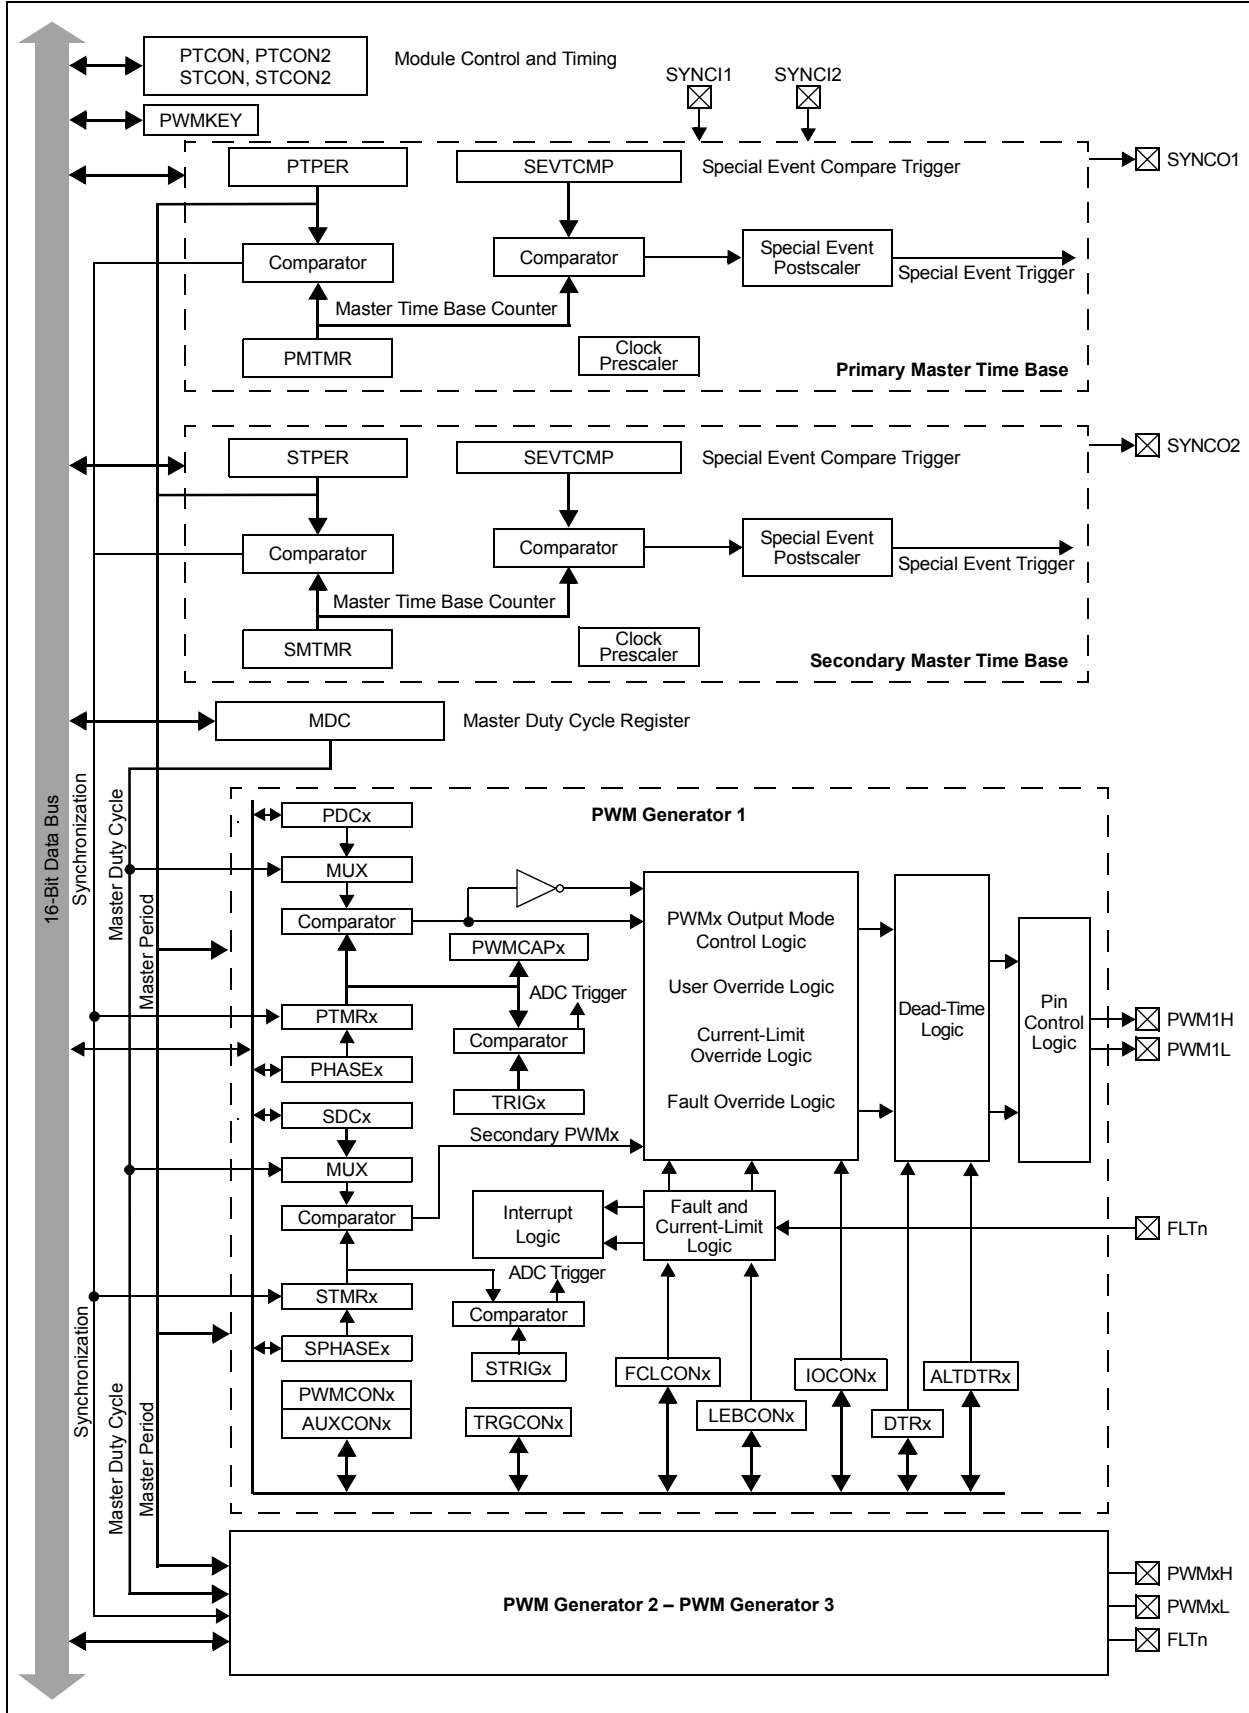 PTCON, PTCON2
STCON, STCON2
Module Control and Timing
SYNCI1
SYNCI2
PWMKEY
PTPER
SEVTCMP
Special Event Compare Trigger
SYNCO1
Comparator
Comparator
Special Event
Postscaler
Special Event Trigger
Master Time Base Counter
PMTMR
Clock
Prescaler
Primary Master Time Base
STPER
SEVTCMP
Special Event Compare Trigger
SYNCO2
Comparator
Comparator
Special Event
Postscaler
Special Event Trigger
Master Time Base Counter
SMTMR
Clock
Prescaler
Secondary Master Time Base
MDC
Master Duty Cycle Register
16-Bit Data Bus
Synchronization
Master Duty Cycle
Master Period
PWM Generator 1
PDCx
MUX
Comparator
PWMCAPx
ADC Trigger
PTMRx
Comparator
PHASEx
TRIGx
SDCx
Secondary PWMx
MUX
Comparator
PWMx Output Mode
Control Logic
User Override Logic
Current-Limit
Override Logic
Fault Override Logic
Dead-Time
Logic
Pin
Control
Logic
PWM1H
PWM1L
Interrupt
Logic
Fault and
Current-Limit
Logic
FLTn
ADC Trigger
STMRx
Comparator
SPHASEx
STRIGx
FCLCONx
IOCONx
ALTDTRx
PWMCONx
AUXCONx
TRGCONx
LEBCONx
DTRx
Synchronization
Master Duty Cycle
Master Period
PWM Generator 2 – PWM Generator 3
PWMxH
PWMxL
FLTn